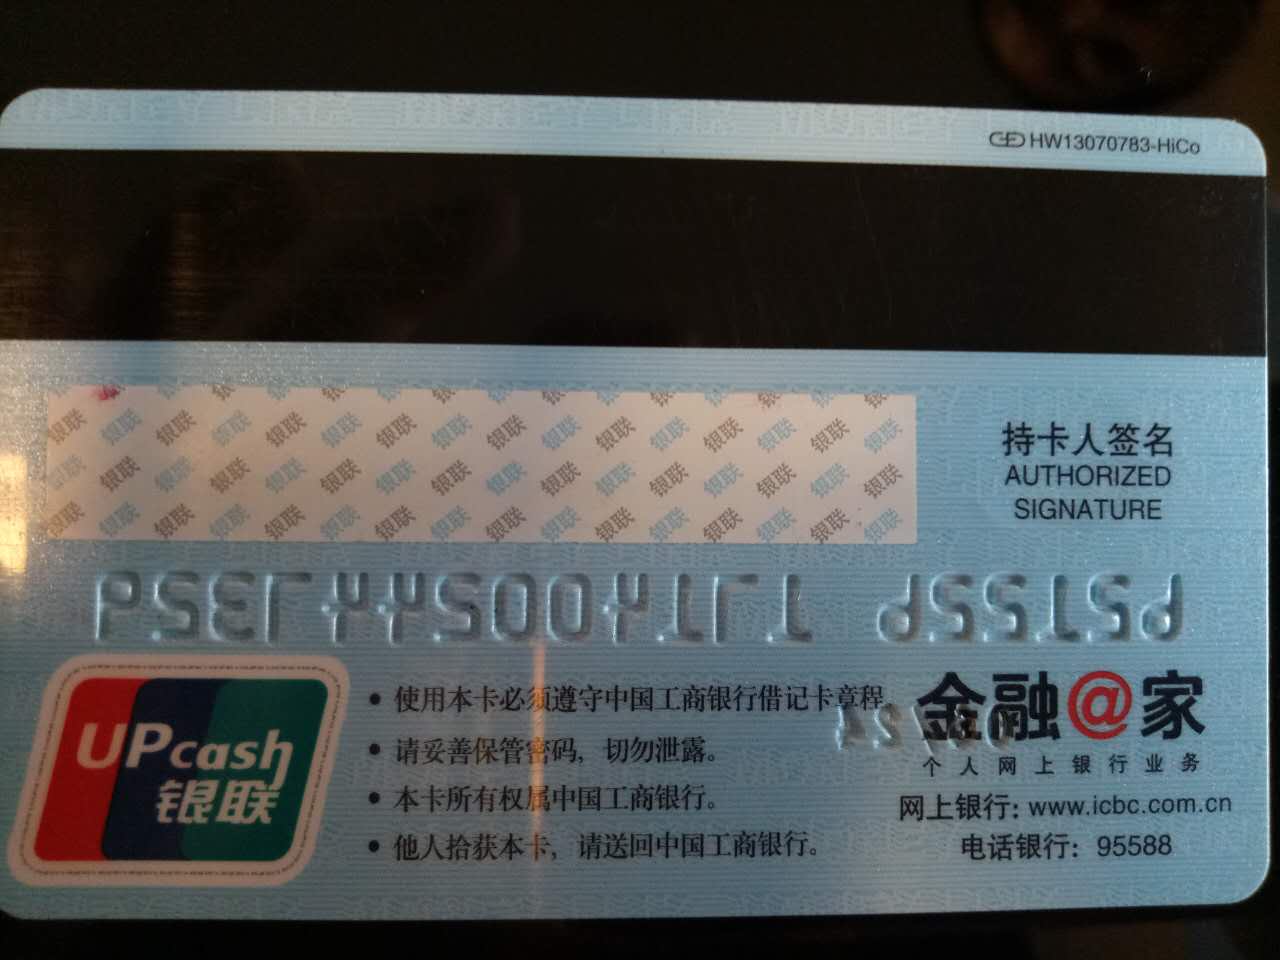 HW13070783-HiCo
持卡人签名
AUTHORIZED
SIGNATURE
UPcash
银联
• 使用本卡必须遵守中国工商银行借记卡章程。
• 请妥善保管密码，切勿泄露。
• 本卡所有权属中国工商银行。
• 他人拾获本卡，请送回中国工商银行。
金融@家
个人网上银行业务
网上银行: www.icbc.com.cn
电话银行: 95588